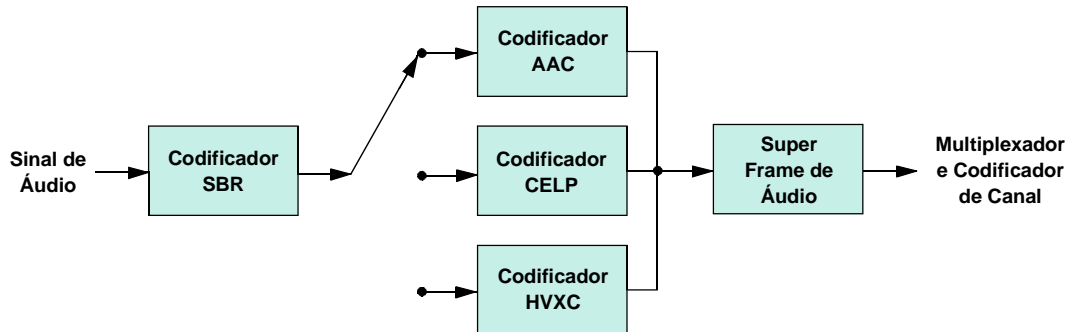 Sinal de
Áudio
Codificador
SBR
Codificador
AAC
Codificador
CELP
Codificador
HVXC
Super
Frame de
Áudio
Multiplexador
e Codificador
de Canal